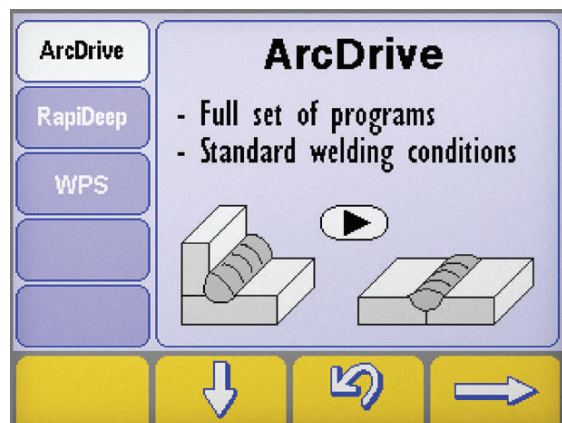 ArcDrive
RapiDeep
WPS
ArcDrive
- Full set of programs
- Standard welding conditions